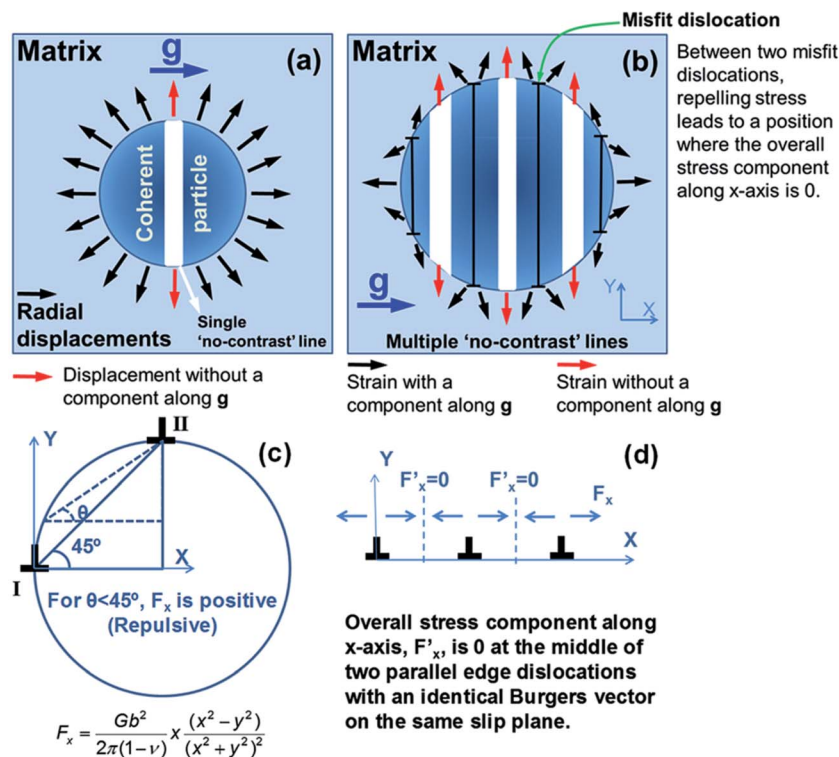 Matrix
g
(a)
Coherent
particle
Radial
displacements
Single
'no-contrast' line
Displacement without a
component along g
Matrix
(b)
Misfit dislocation
Between two misfit
dislocations,
repelling stress
leads to a position
where the overall
stress component
along x-axis is 0.
g
Y
X
Multiple 'no-contrast' lines
Strain with a
component along g
Strain without a
component along g
II
Y
(c)
θ
45º
X
I
For θ<45º, Fₓ is positive
(Repulsive)
Fₓ = Gb²/2π(1−ν) x (x²−y²)/(x²+y²)²
(d)
Y
F'ₓ=0
F'ₓ=0
Fₓ
X
Overall stress component along
x-axis, F'ₓ, is 0 at the middle of
two parallel edge dislocations
with an identical Burgers vector
on the same slip plane.